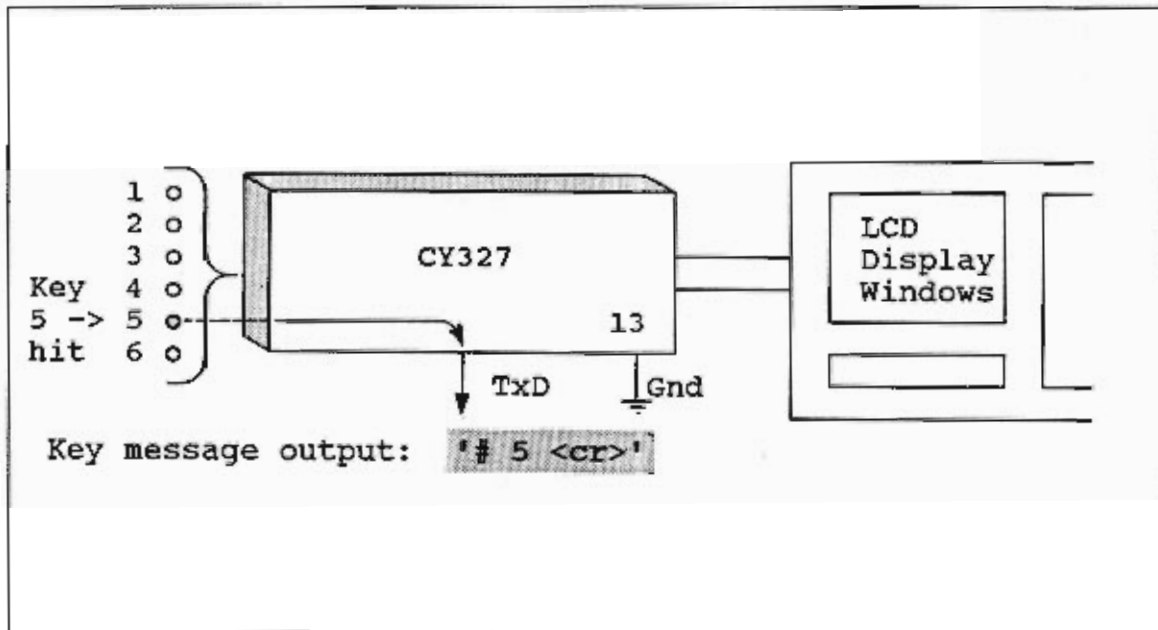 1
2
3
Key 4
5 -> 5
hit 6
CY327
13
TxD
Gnd
LCD
Display
Windows
Key message output: '# 5 <cr>'